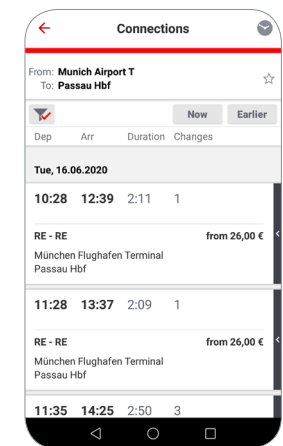 Connections
From: Munich Airport T
To: Passau Hbf
Now Earlier
Dep Arr Duration Changes
Tue, 16.06.2020
10:28 12:39 2:11 1
RE - RE from 26,00 €
München Flughafen Terminal
Passau Hbf
11:28 13:37 2:09 1
RE - RE from 26,00 €
München Flughafen Terminal
Passau Hbf
11:35 14:25 2:50 3